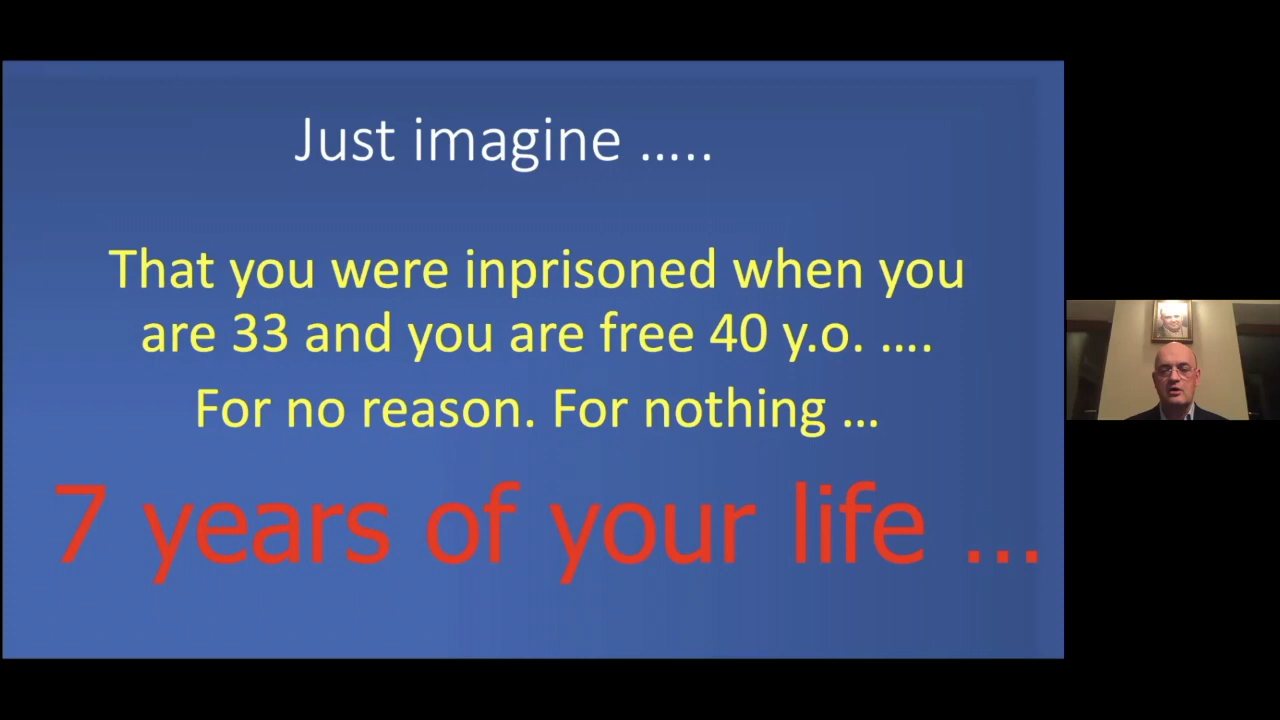 Just imagine …..
That you were inprisoned when you
are 33 and you are free 40 y.o. ….
For no reason. For nothing …
7 years of your life …